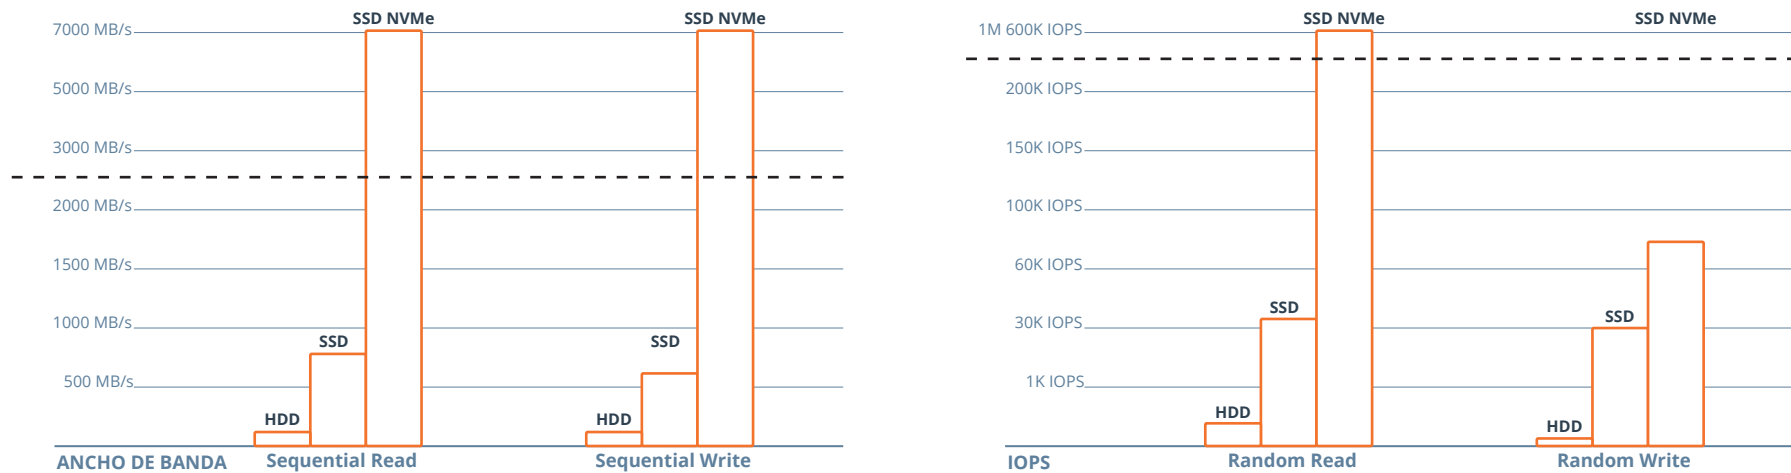 SSD NVMe
SSD NVMe
7000 MB/s
5000 MB/s
3000 MB/s
2000 MB/s
1500 MB/s
1000 MB/s
500 MB/s
SSD
SSD
HDD
HDD
ANCHO DE BANDA
Sequential Read
Sequential Write
SSD NVMe
SSD NVMe
1M 600K IOPS
200K IOPS
150K IOPS
100K IOPS
60K IOPS
30K IOPS
1K IOPS
SSD
SSD
HDD
HDD
IOPS
Random Read
Random Write